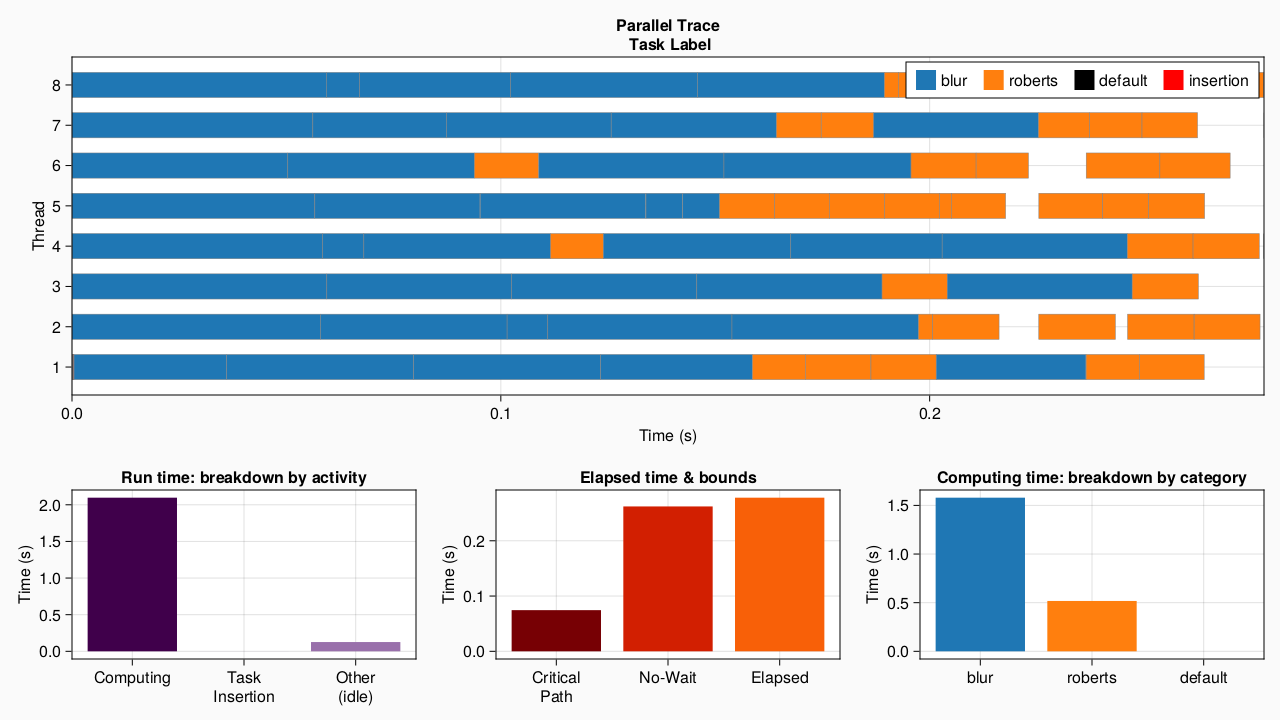 Parallel Trace
Task Label
blur roberts default insertion
Thread
8
7
6
5
4
3
2
1
0.0 0.1 0.2
Time (s)
Run time: breakdown by activity
Time (s)
2.0
1.5
1.0
0.5
0.0
Computing Task Insertion Other (idle)
Elapsed time & bounds
Time (s)
0.2
0.1
0.0
Critical Path No-Wait Elapsed
Computing time: breakdown by category
Time (s)
1.5
1.0
0.5
0.0
blur roberts default